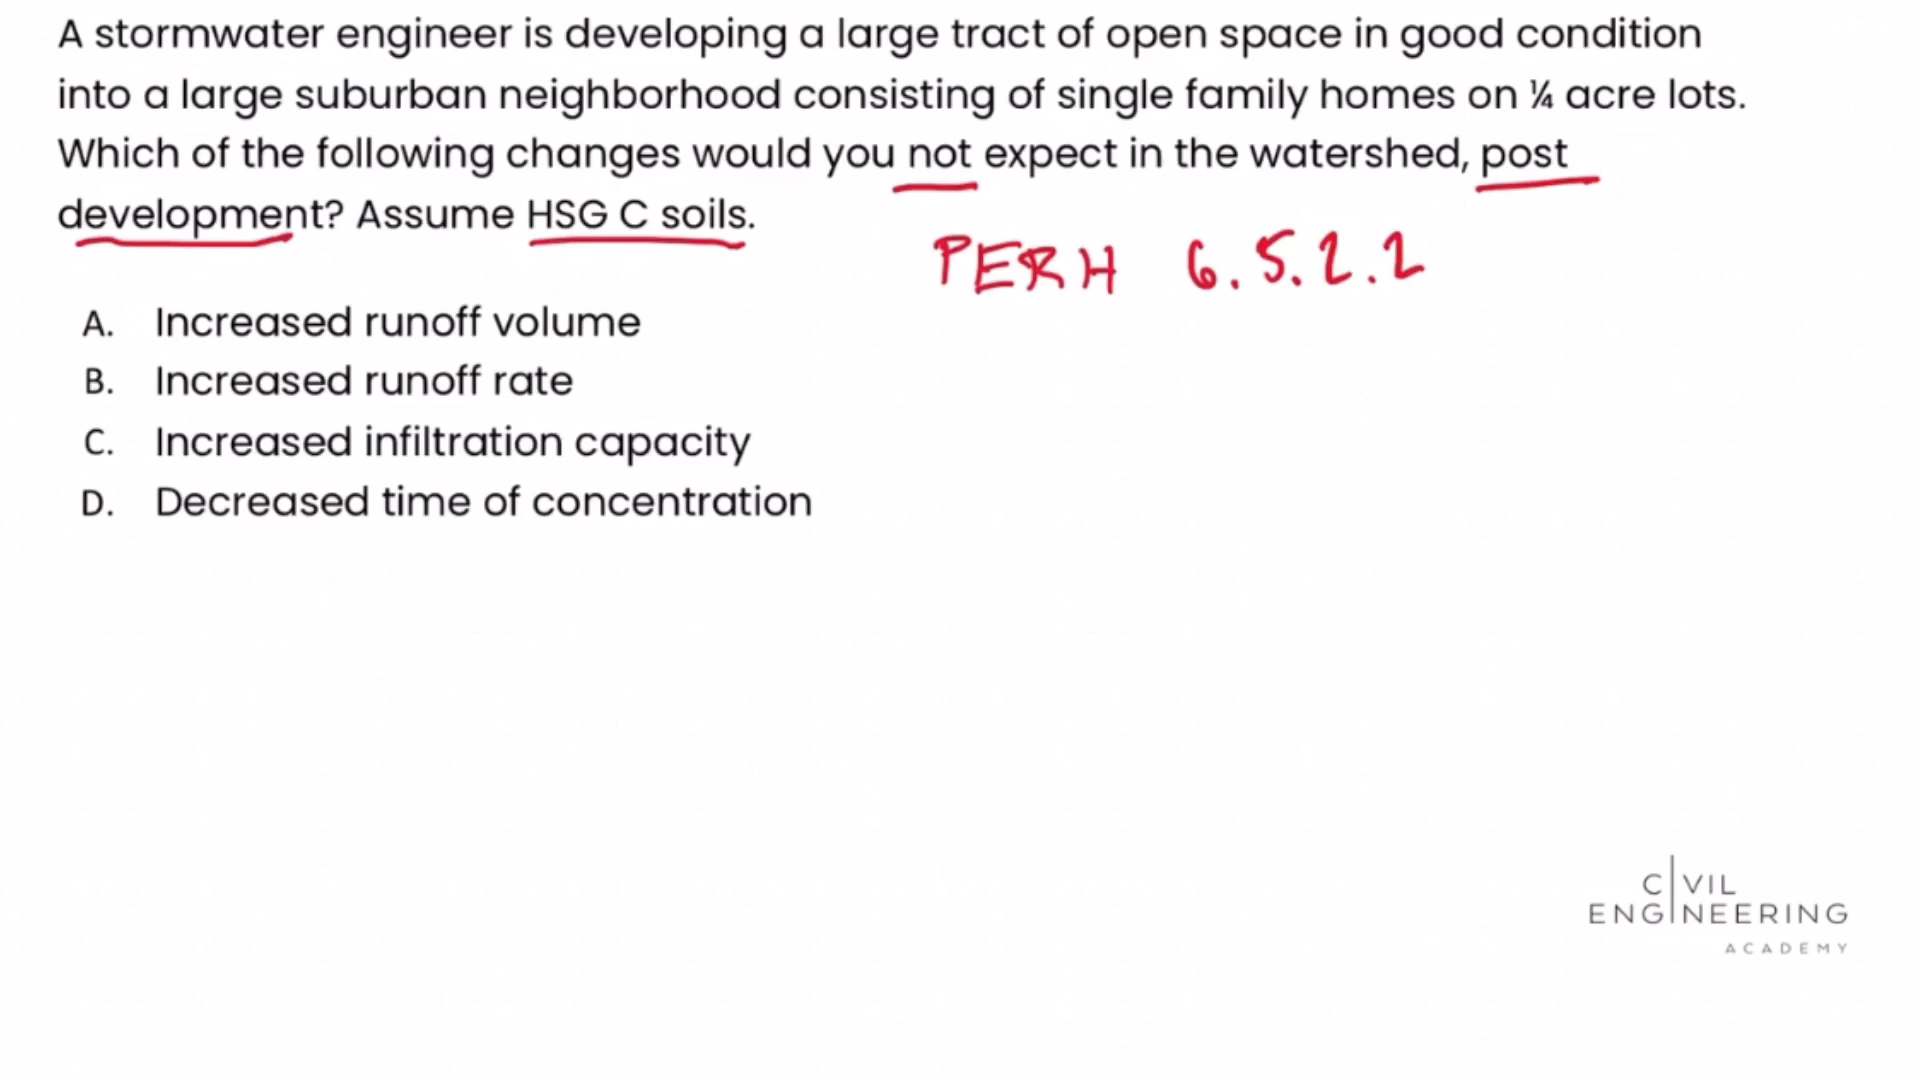 A stormwater engineer is developing a large tract of open space in good condition
into a large suburban neighborhood consisting of single family homes on ¼ acre lots.
Which of the following changes would you not expect in the watershed, post
development? Assume HSG C soils.
PERH 6.5.2.2
A. Increased runoff volume
B. Increased runoff rate
C. Increased infiltration capacity
D. Decreased time of concentration
CIVIL
ENGINEERING
ACADEMY